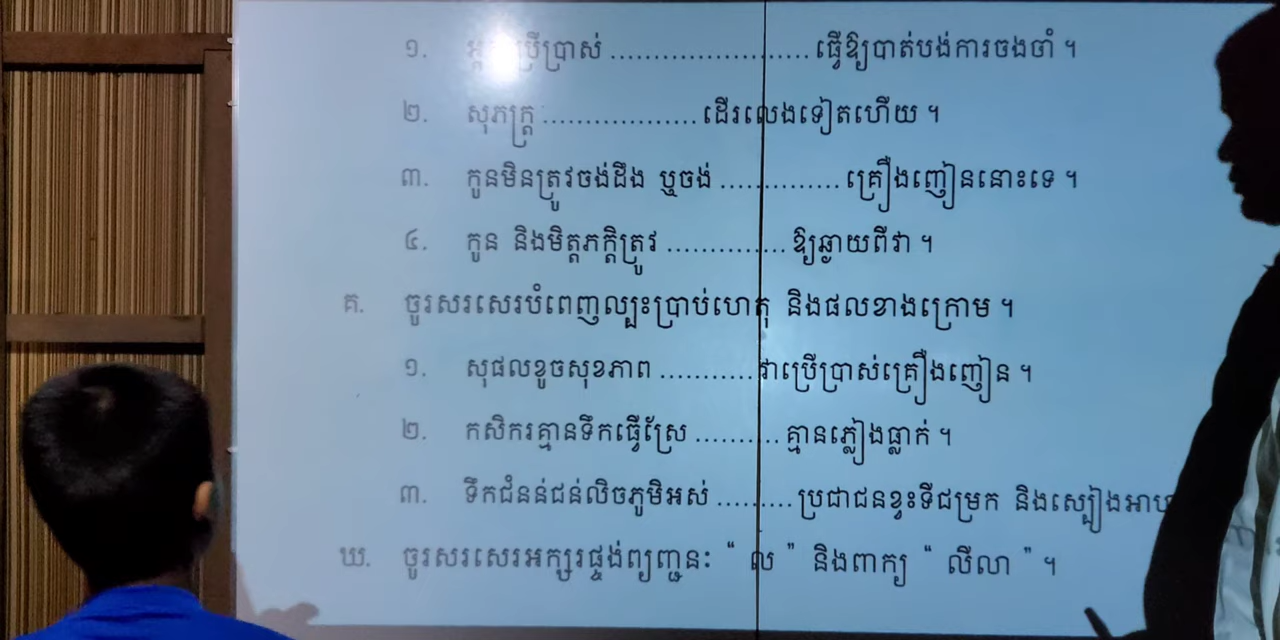 ១. ប្រើប្រាស់ .......................... ធ្វើឱ្យបាត់បង់ការចងចាំ ។
២. សុភក្ត្រ .................. ដើរលេងទៀតហើយ ។
៣. កូនមិនត្រូវចង់ដឹង ឬចង់ .............. គ្រឿងញៀននោះទេ ។
៤. កូន និងមិត្តភក្តិត្រូវ .............. ឱ្យឆ្ងាយពីវា ។
គ. ចូរសរសេរបំពេញល្បះប្រាប់ហេតុ និងផលខាងក្រោម ។
១. សុផលខូចសុខភាព ........... វាប្រើប្រាស់គ្រឿងញៀន ។
២. កសិករគ្មានទឹកធ្វើស្រែ .......... គ្មានភ្លៀងធ្លាក់ ។
៣. ទឹកជំនន់ជន់លិចភូមិអស់ ......... ប្រជាជនខ្វះទីជម្រក និងស្បៀង
ឃ. ចូរសរសេរអក្សរផ្ចង់ព្យញ្ជនៈ “ ល ” និងពាក្យ “ លីលា ” ។